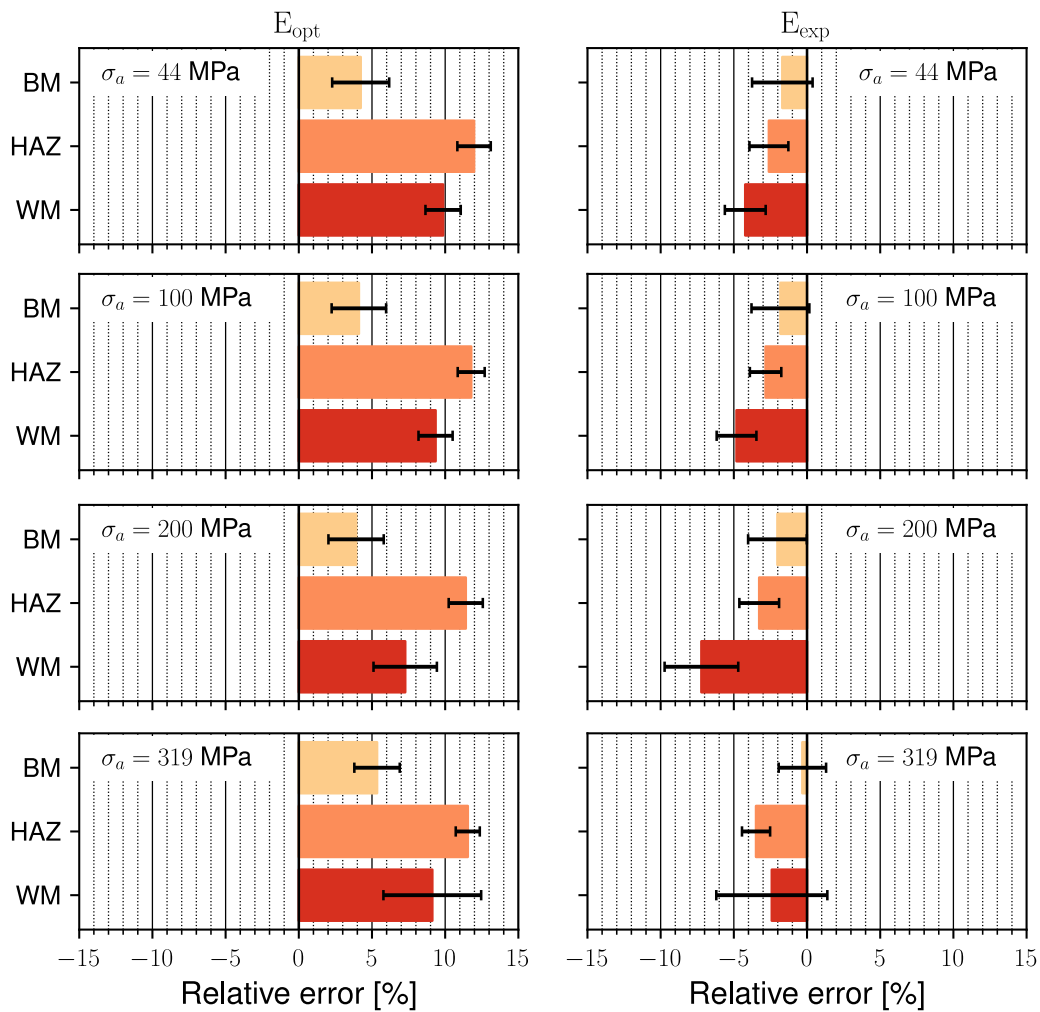 E_opt E_exp
σ_a = 44 MPa σ_a = 44 MPa
BM
HAZ
WM
σ_a = 100 MPa σ_a = 100 MPa
BM
HAZ
WM
σ_a = 200 MPa σ_a = 200 MPa
BM
HAZ
WM
σ_a = 319 MPa σ_a = 319 MPa
BM
HAZ
WM
−15 −10 −5 0 5 10 15 −15 −10 −5 0 5 10 15
Relative error [%] Relative error [%]